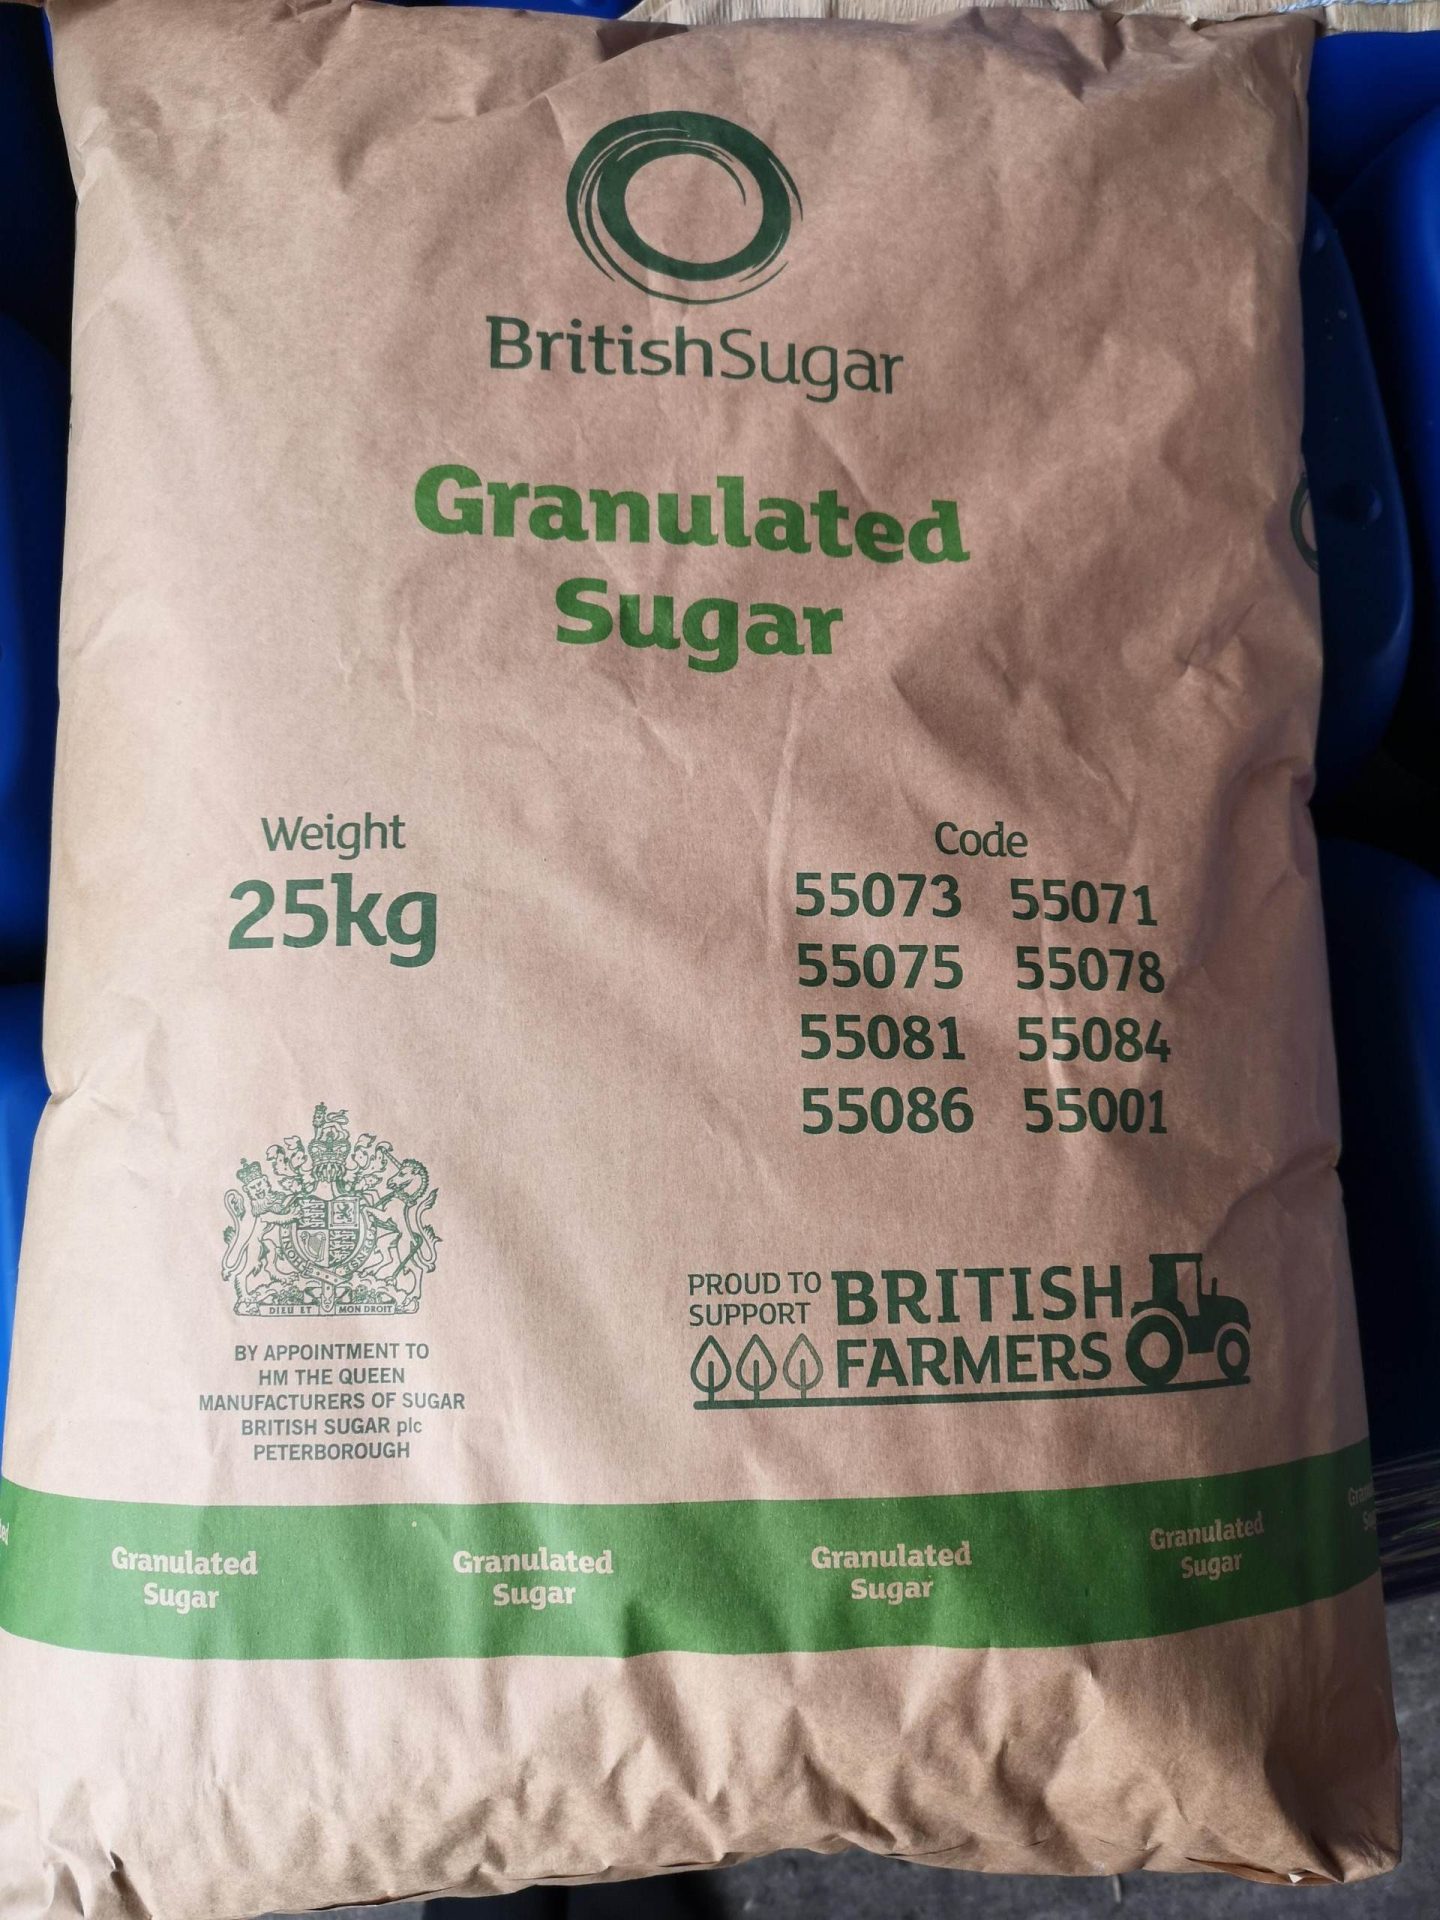 BritishSugar
Granulated
Sugar
Weight
25kg
Code
55073 55071
55075 55078
55081 55084
55086 55001
DIEU ET MON DROIT
BY APPOINTMENT TO
HM THE QUEEN
MANUFACTURERS OF SUGAR
BRITISH SUGAR plc
PETERBOROUGH
PROUD TO
SUPPORT
BRITISH
FARMERS
Granulated
Sugar
Granulated
Sugar
Granulated
Sugar
Granulated
Sugar